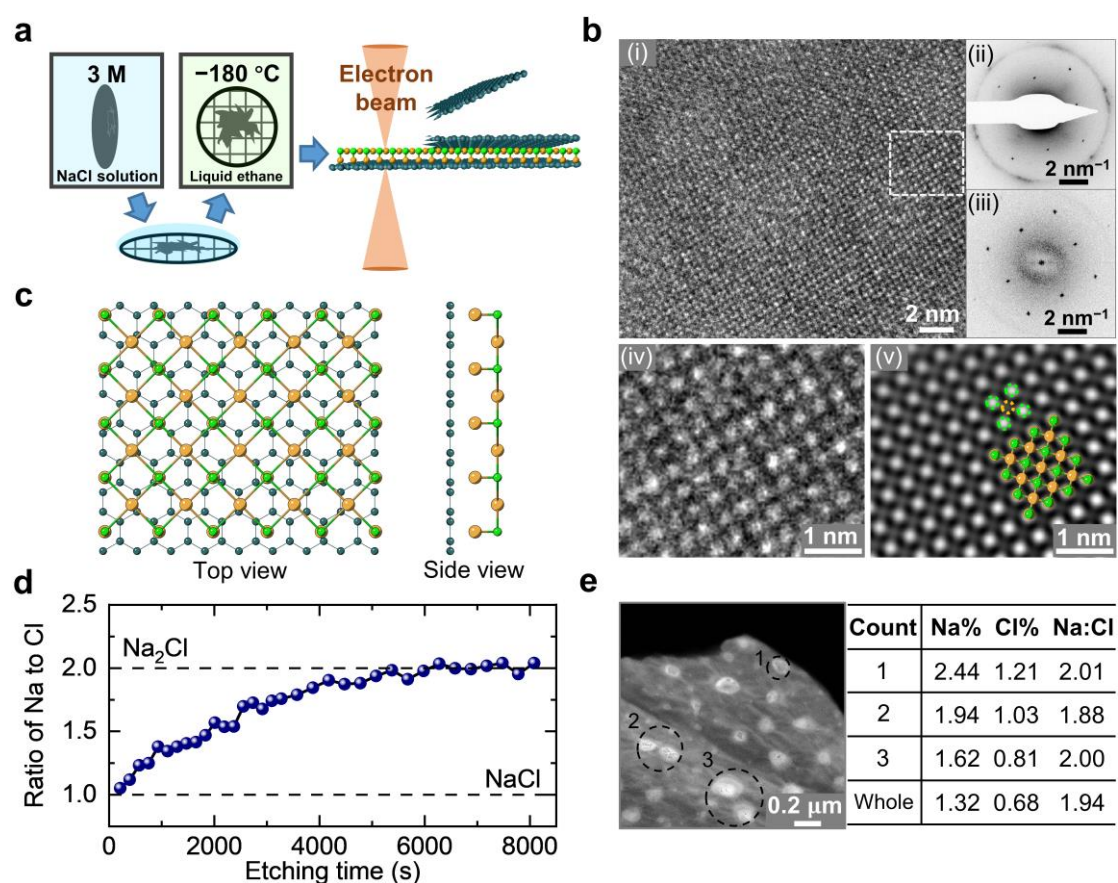 a
3 M
NaCl solution
−180 °C
Liquid ethane
Electron
beam
b
(i)
2 nm
(ii)
2 nm⁻¹
(iii)
2 nm⁻¹
(iv)
1 nm
(v)
1 nm
c
Top view
Side view
d
Ratio of Na to Cl
2.5
2.0
1.5
1.0
Na₂Cl
NaCl
0
2000
4000
6000
8000
Etching time (s)
e
1
2
3
0.2 μm
Count Na% Cl% Na:Cl
1 2.44 1.21 2.01
2 1.94 1.03 1.88
3 1.62 0.81 2.00
Whole 1.32 0.68 1.94